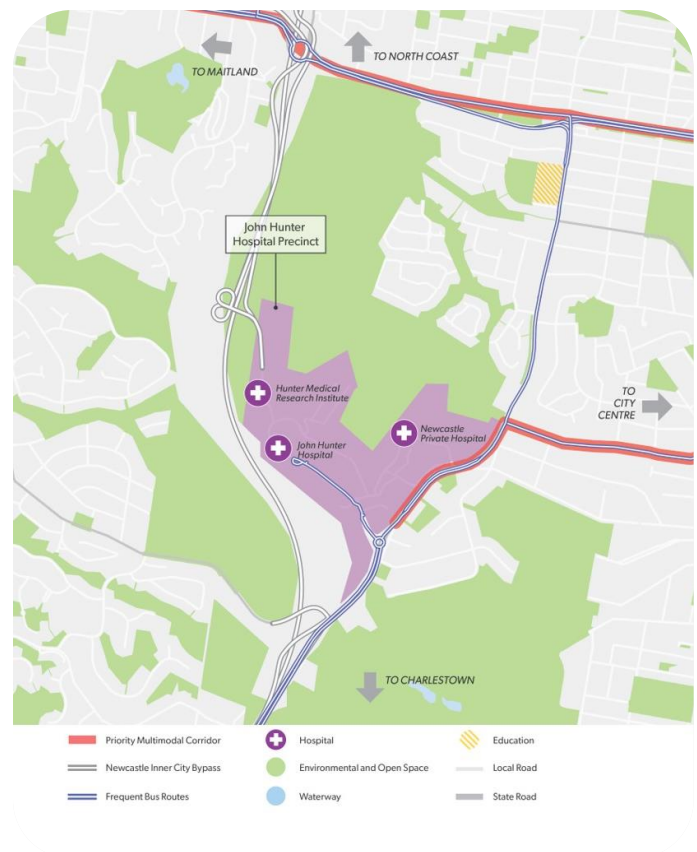 TO NORTH COAST
TO MAITLAND
John Hunter
Hospital Precinct
Hunter Medical
Research Institute
TO
CITY
CENTRE
Newcastle
Private Hospital
John Hunter
Hospital
TO CHARLESTOWN
Priority Multimodal Corridor
Hospital
Education
Newcastle Inner City Bypass
Environmental and Open Space
Local Road
Frequent Bus Routes
Waterway
State Road